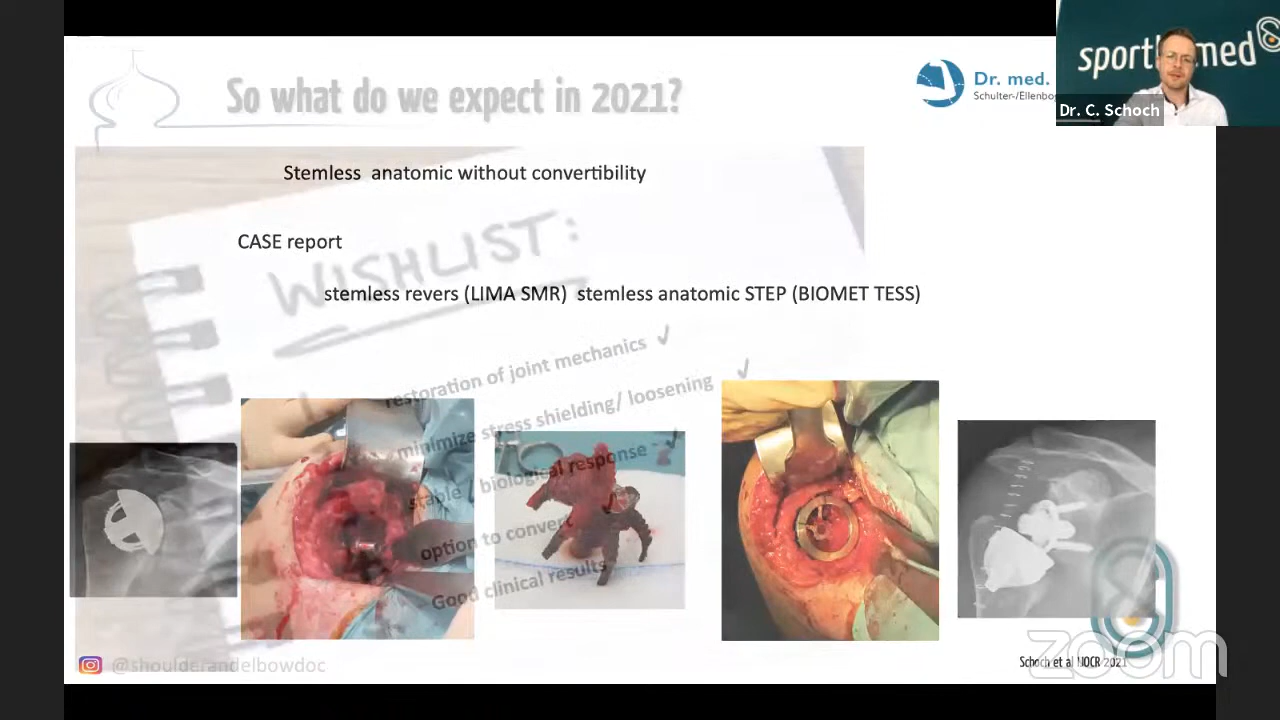 So what do we expect in 2021?
Dr. med.
Schulter-/Ellenbo
sport
med
Dr. C. Schoch
Stemless anatomic without convertibility
CASE report
WISHLIST:
stemless revers (LIMA SMR) stemless anatomic STEP (BIOMET TESS)
restoration of joint mechanics ✓
minimize stress shielding/ loosening ✓
stable / biological response
option to convert
Good clinical results
@shoulderandelbowdoc
Schoch et al 2021
zoom